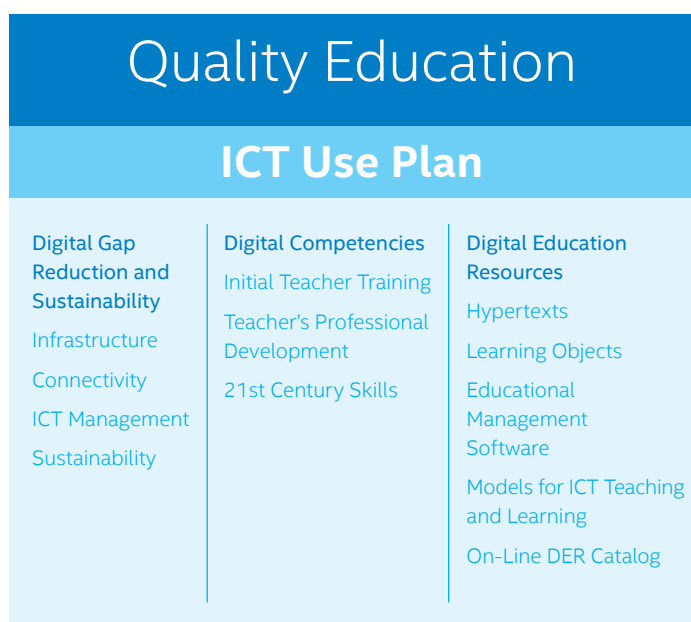 Quality Education
ICT Use Plan
Digital Gap
Reduction and
Sustainability
Infrastructure
Connectivity
ICT Management
Sustainability
Digital Competencies
Initial Teacher Training
Teacher's Professional
Development
21st Century Skills
Digital Education
Resources
Hypertexts
Learning Objects
Educational
Management
Software
Models for ICT Teaching
and Learning
On-Line DER Catalog